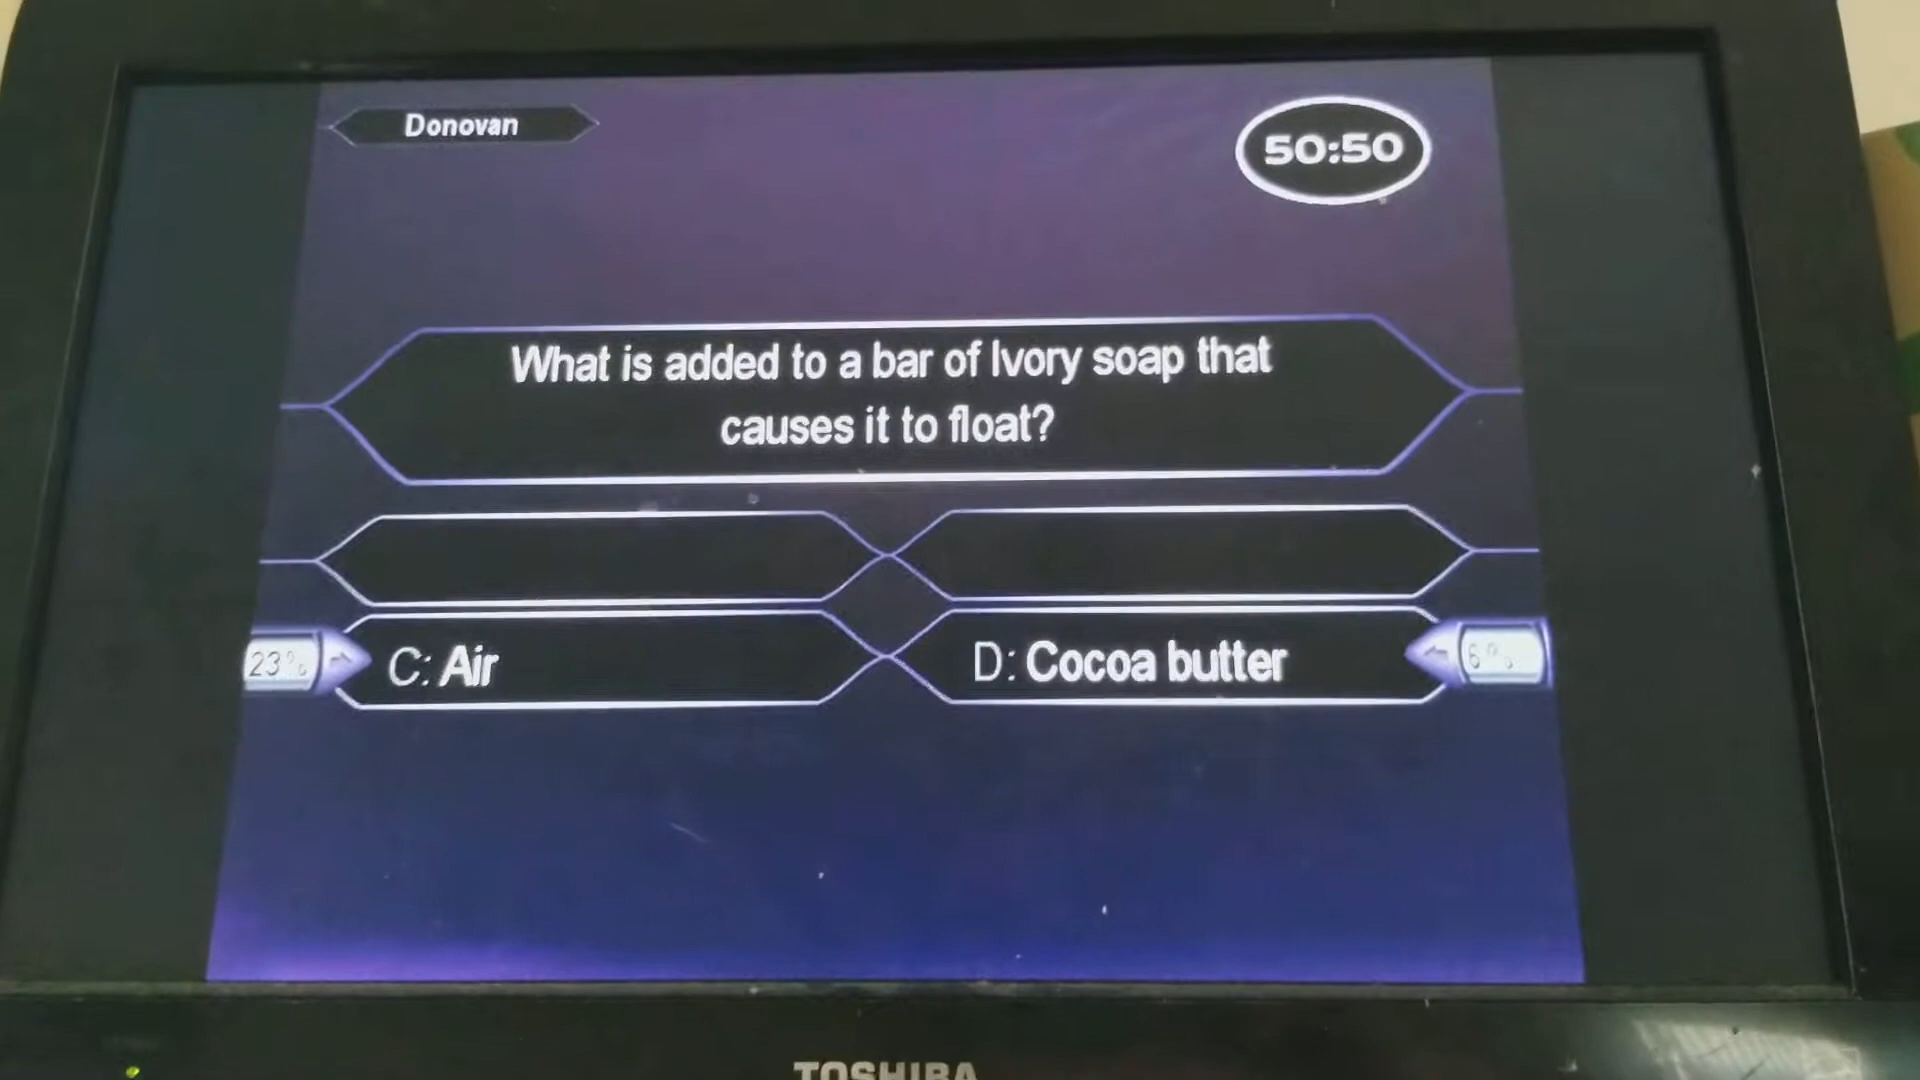 Donovan
50:50
What is added to a bar of Ivory soap that
causes it to float?
C: Air
D: Cocoa butter
23%
6%
TOSHIBA